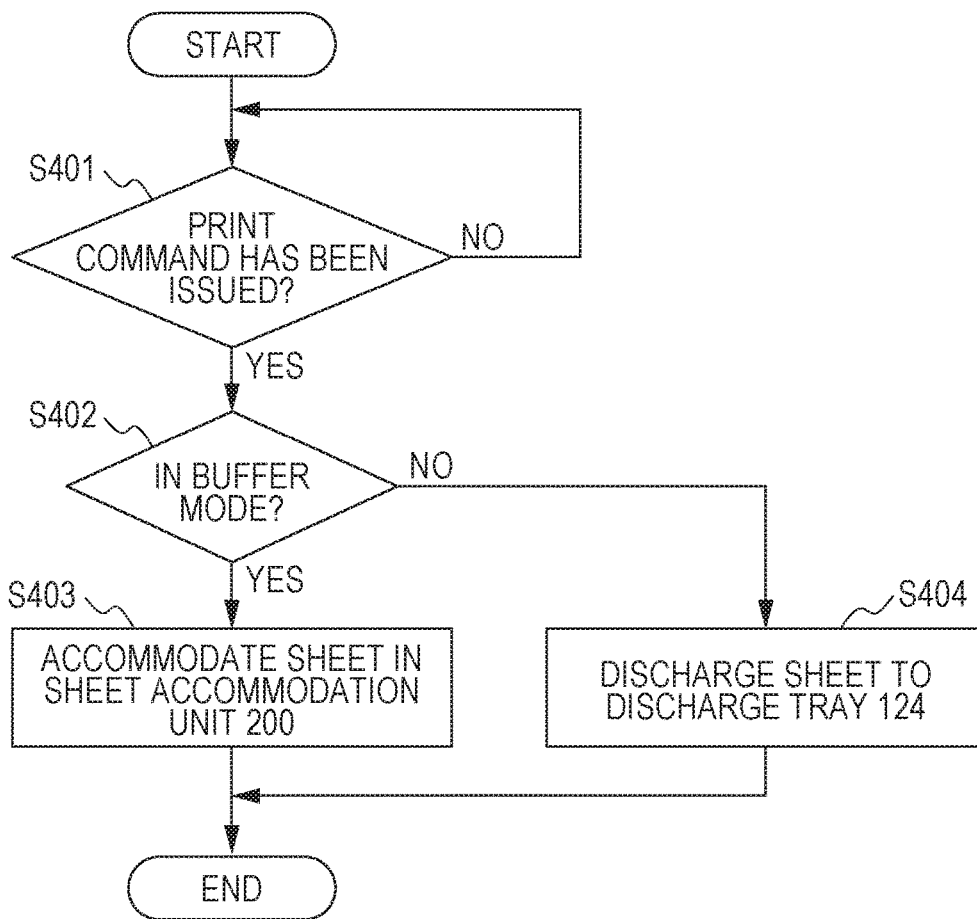 START
S401
PRINT
COMMAND HAS BEEN
ISSUED?
NO
YES
S402
IN BUFFER
MODE?
NO
YES
S403
ACCOMMODATE SHEET IN
SHEET ACCOMMODATION
UNIT 200
S404
DISCHARGE SHEET TO
DISCHARGE TRAY 124
END